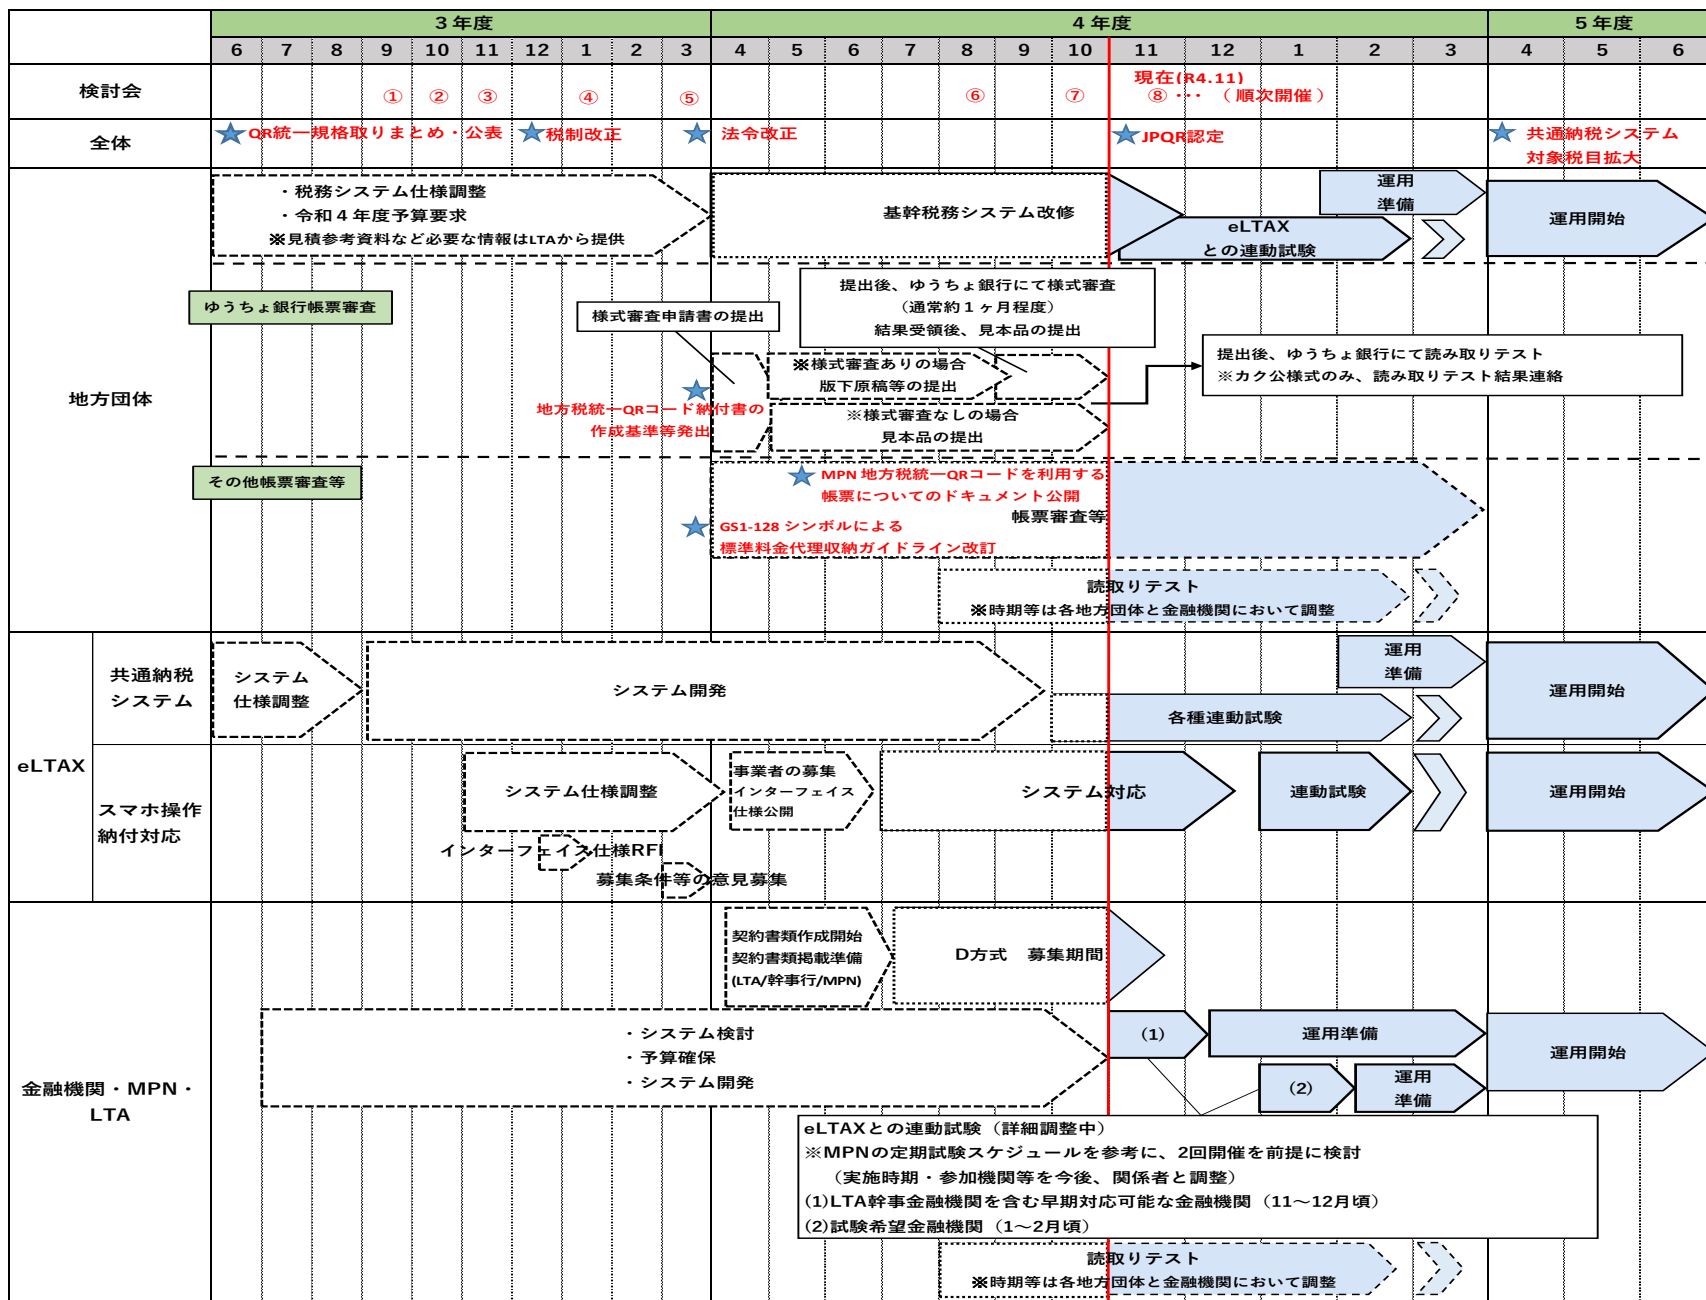 3年度 4年度 5年度
6 7 8 9 10 11 12 1 2 3 4 5 6 7 8 9 10 11 12 1 2 3 4 5 6
検討会
① ② ③ ④ ⑤ ⑥ ⑦
現在(R4.11)
⑧ ・・・ (順次開催)
全体
QR統一規格取りまとめ・公表
税制改正
法令改正
JPQR認定
共通納税システム
対象税目拡大
地方団体
・税務システム仕様調整
・令和4年度予算要求
※見積参考資料など必要な情報はLTAから提供
基幹税務システム改修
eLTAX
との連動試験
運用
準備
運用開始
ゆうちょ銀行帳票審査
様式審査申請書の提出
提出後、ゆうちょ銀行にて様式審査
(通常約1ヶ月程度)
結果受領後、見本品の提出
※様式審査ありの場合
版下原稿等の提出
※様式審査なしの場合
見本品の提出
提出後、ゆうちょ銀行にて読み取りテスト
※カク公様式のみ、読み取りテスト結果連絡
地方税統一QRコード納付書の
作成基準等発出
その他帳票審査等
MPN 地方税統一QRコードを利用する
帳票についてのドキュメント公開
帳票審査等
GS1-128 シンボルによる
標準料金代理収納ガイドライン改訂
読取りテスト
※時期等は各地方団体と金融機関において調整
eLTAX
共通納税
システム
システム
仕様調整
システム開発
各種連動試験
運用
準備
運用開始
スマホ操作
納付対応
システム仕様調整
インターフェイス仕様RFI
募集条件等の意見募集
事業者の募集
インターフェイス
仕様公開
システム対応
連動試験
運用開始
金融機関・MPN・
LTA
契約書類作成開始
契約書類掲載準備
(LTA/幹事行/MPN)
D方式 募集期間
・システム検討
・予算確保
・システム開発
(1)
運用準備
(2)
運用
準備
運用開始
eLTAXとの連動試験(詳細調整中)
※MPNの定期試験スケジュールを参考に、2回開催を前提に検討
(実施時期・参加機関等を今後、関係者と調整)
(1)LTA幹事金融機関を含む早期対応可能な金融機関(11～12月頃)
(2)試験希望金融機関(1～2月頃)
読取りテスト
※時期等は各地方団体と金融機関において調整